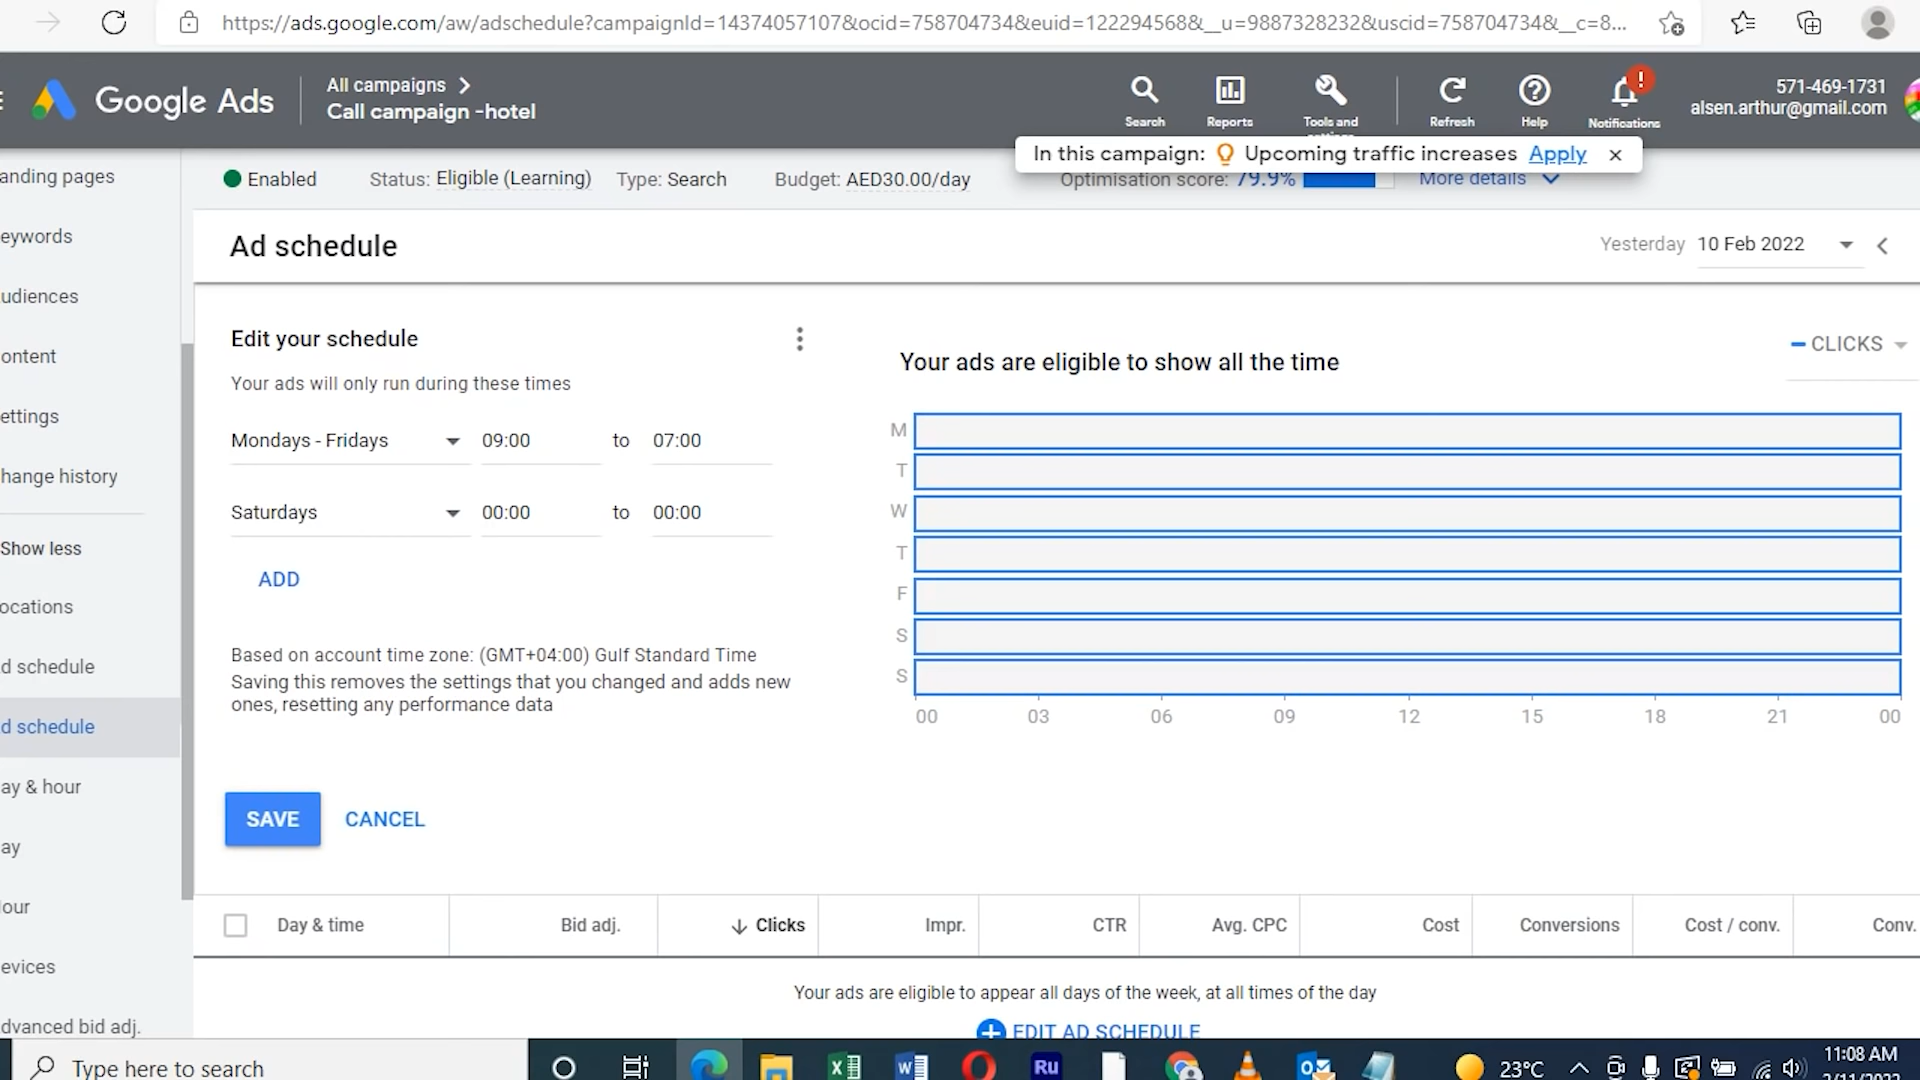 https://ads.google.com/aw/adschedule?campaignId=14374057107&ocid=758704734&euid=122294568&__u=9887328232&uscid=758704734&__c=8...
Google Ads
All campaigns
Call campaign -hotel
Search
Reports
Tools and
Refresh
Help
!
Notifications
571-469-1731
alsen.arthur@gmail.com
In this campaign: Upcoming traffic increases Apply
Enabled
Status: Eligible (Learning)
Type: Search
Budget: AED30.00/day
Optimisation score: 79.9%
More details
anding pages
eywords
udiences
ontent
ettings
hange history
Show less
ocations
d schedule
d schedule
ay & hour
ay
our
evices
dvanced bid adj.
Ad schedule
Yesterday 10 Feb 2022
Edit your schedule
Your ads will only run during these times
Mondays - Fridays 09:00 to 07:00
Saturdays 00:00 to 00:00
ADD
Based on account time zone: (GMT+04:00) Gulf Standard Time
Saving this removes the settings that you changed and adds new
ones, resetting any performance data
SAVE CANCEL
Your ads are eligible to show all the time
CLICKS
M
T
W
T
F
S
S
00 03 06 09 12 15 18 21 00
Day & time Bid adj. Clicks Impr. CTR Avg. CPC Cost Conversions Cost / conv. Conv.
Your ads are eligible to appear all days of the week, at all times of the day
EDIT AD SCHEDULE
Type here to search
Ru
23°C
11:08 AM